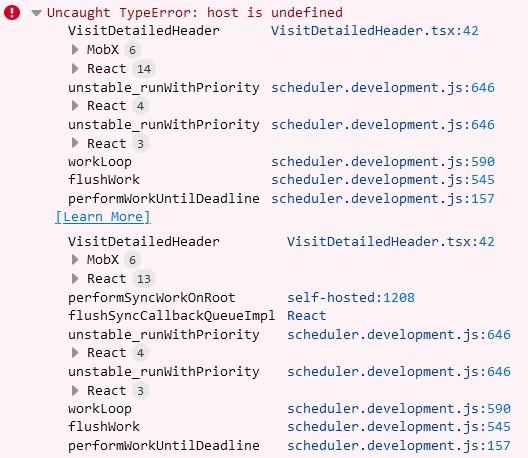 Uncaught TypeError: host is undefined
VisitDetailedHeader VisitDetailedHeader.tsx:42
MobX 6
React 14
unstable_runWithPriority scheduler.development.js:646
React 4
unstable_runWithPriority scheduler.development.js:646
React 3
workLoop scheduler.development.js:590
flushWork scheduler.development.js:545
performWorkUntilDeadline scheduler.development.js:157
[Learn More]
VisitDetailedHeader VisitDetailedHeader.tsx:42
MobX 6
React 13
performSyncWorkOnRoot self-hosted:1208
flushSyncCallbackQueueImpl React
unstable_runWithPriority scheduler.development.js:646
React 4
unstable_runWithPriority scheduler.development.js:646
React 3
workLoop scheduler.development.js:590
flushWork scheduler.development.js:545
performWorkUntilDeadline scheduler.development.js:157